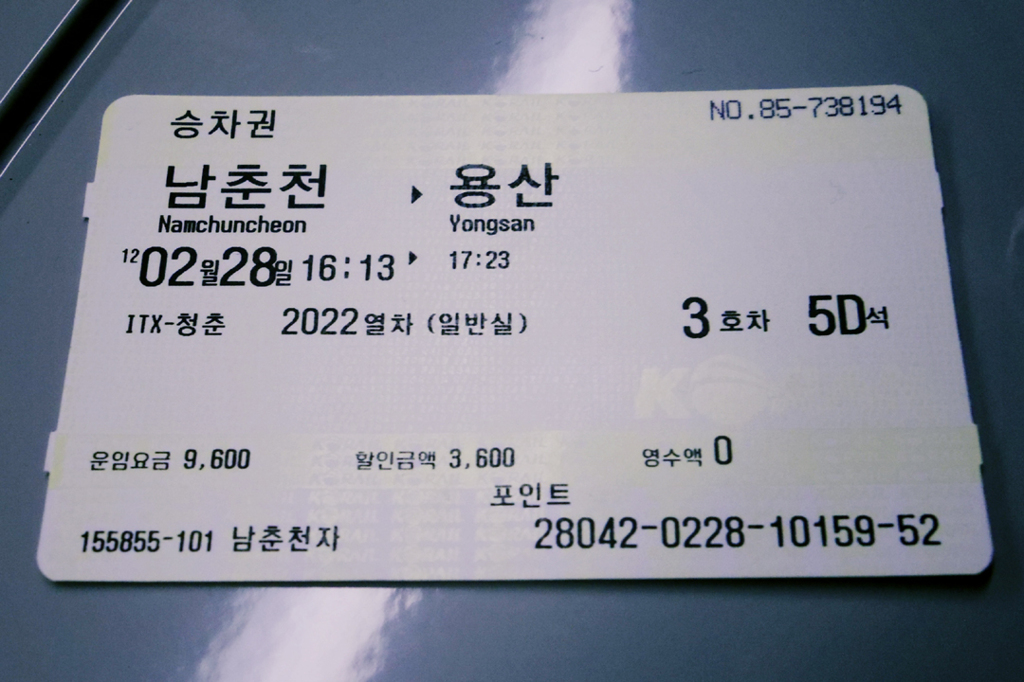 승차권 NO.85-738194
남춘천 ▶ 용산
Namchuncheon Yongsan
12 02월28일 16:13 ▶ 17:23
ITX-청춘 2022열차 (일반실) 3호차 5D석
운임요금 9,600 할인금액 3,600 영수액 0
포인트
155855-101 남춘천자 28042-0228-10159-52